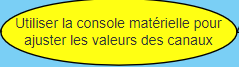 Utiliser la console matérielle pour
ajuster les valeurs des canaux